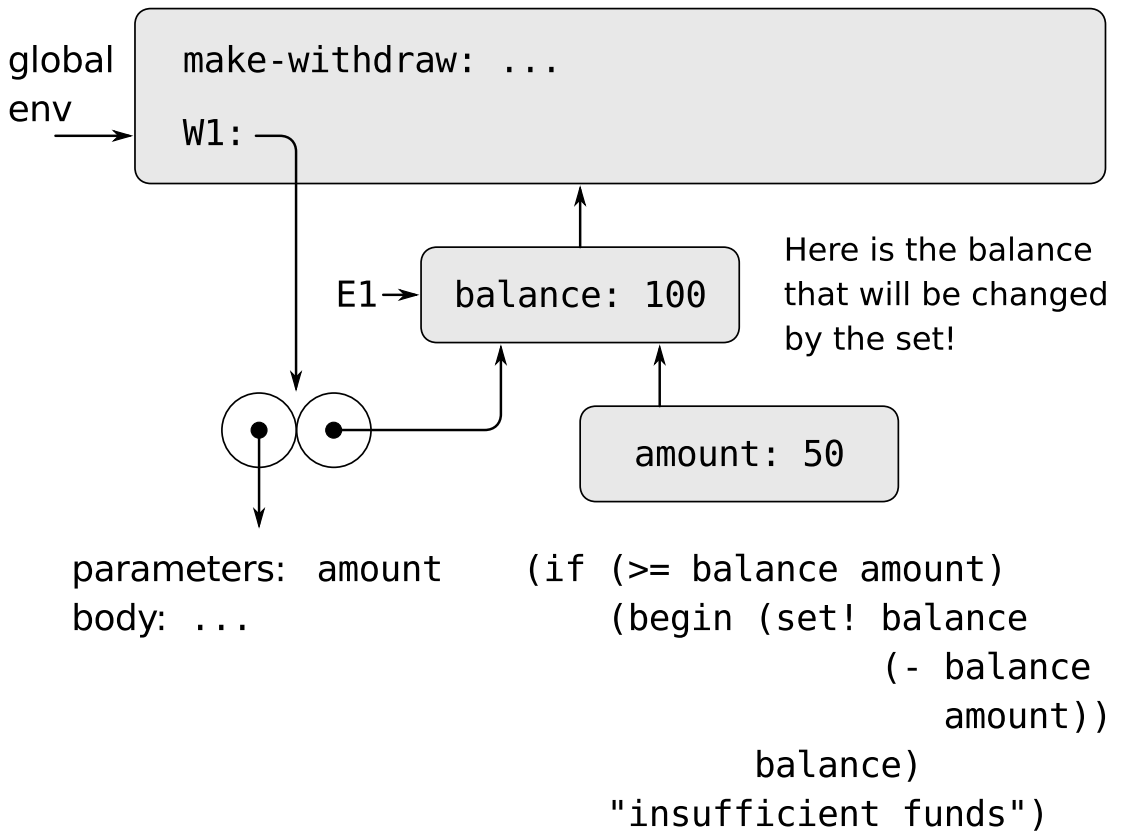 global
env
make-withdraw: ...
W1:
E1
balance: 100
Here is the balance
that will be changed
by the set!
amount: 50
parameters: amount
body: ...
(if (>= balance amount)
(begin (set! balance
(- balance
amount))
balance)
"insufficient funds")